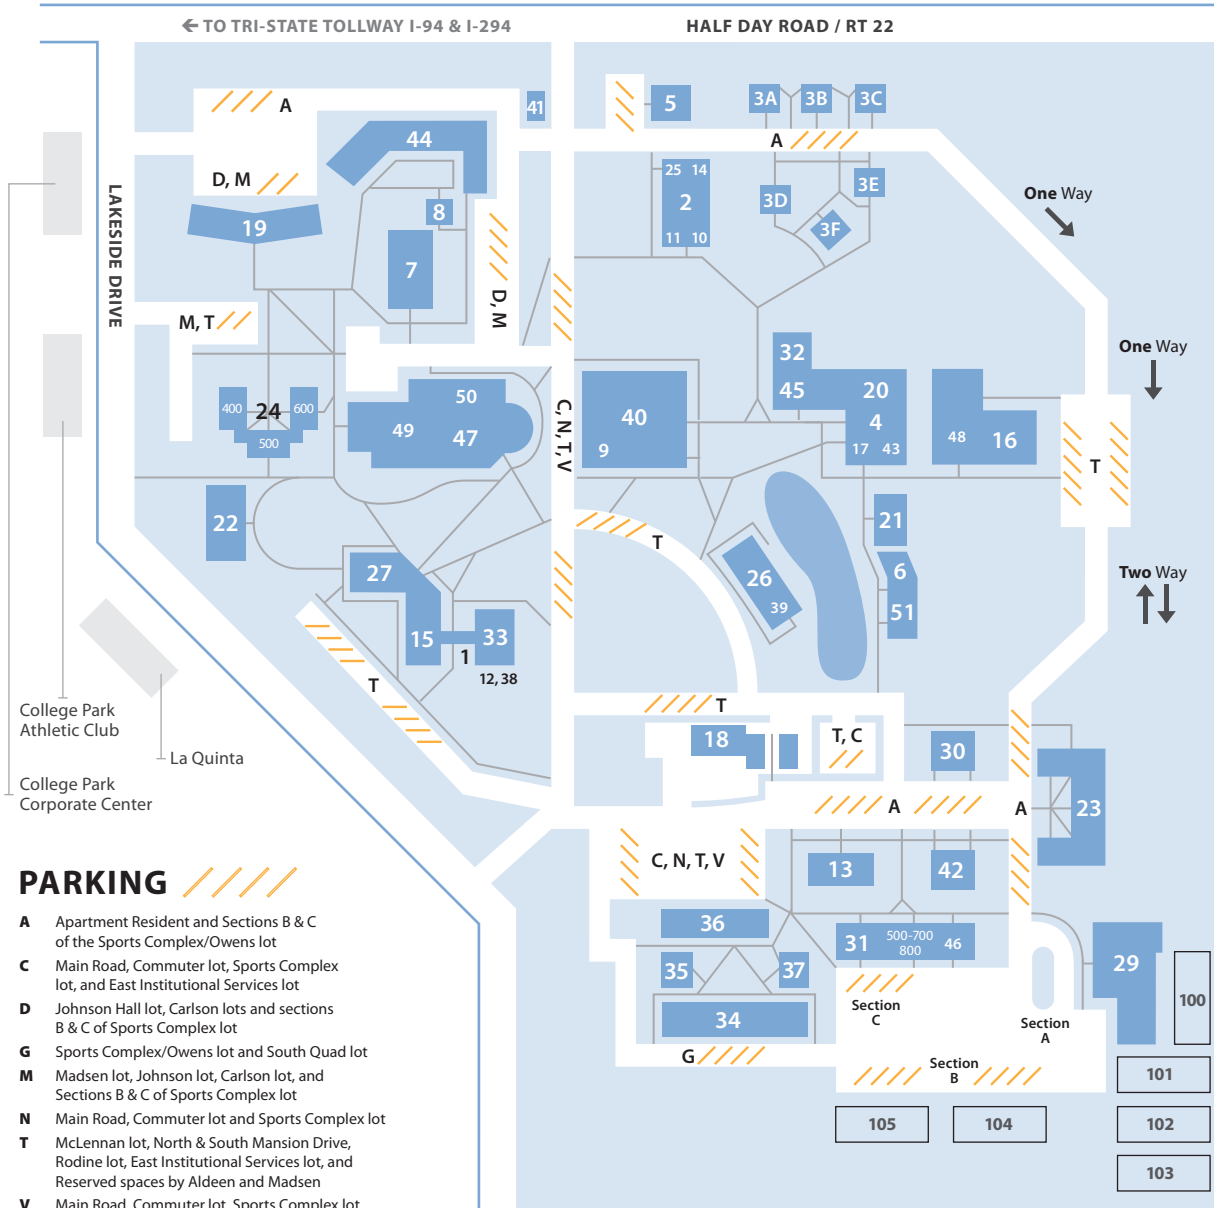 ← TO TRI-STATE TOLLWAY I-94 & I-294
HALF DAY ROAD / RT 22
A
41
5
3A
3B
3C
44
A
D, M
25 14
2
11 10
3D
3E
3F
One Way
LAKESIDE DRIVE
19
8
7
D, M
M, T
One Way
32
45
20
4
17 43
48
16
T
400
24
600
500
50
49
47
C, N, T, V
40
9
22
21
T
26
39
6
51
Two Way
27
15
33
1
12, 38
T
T
18
T, C
30
College Park
Athletic Club
La Quinta
College Park
Corporate Center
A
A
23
C, N, T, V
13
42
36
31
500-700
800
46
35
37
34
G
29
Section
C
Section
A
Section
B
100
101
102
103
104
105
PARKING
A Apartment Resident and Sections B & C
of the Sports Complex/Owens lot
C Main Road, Commuter lot, Sports Complex
lot, and East Institutional Services lot
D Johnson Hall lot, Carlson lots and sections
B & C of Sports Complex lot
G Sports Complex/Owens lot and South Quad lot
M Madsen lot, Johnson lot, Carlson lot, and
Sections B & C of Sports Complex lot
N Main Road, Commuter lot and Sports Complex lot
T McLennan lot, North & South Mansion Drive,
Rodine lot, East Institutional Services lot, and
Reserved spaces by Aldeen and Madsen
V Main Road, Commuter lot, Sports Complex lot